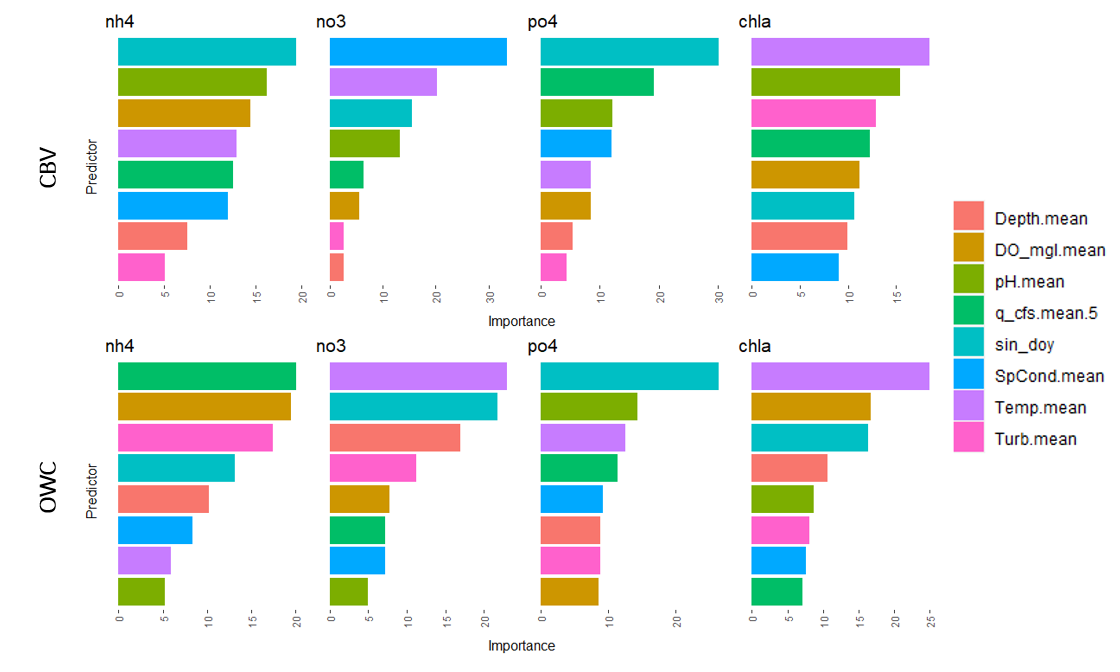 nh4 no3 po4 chla
CBV
Predictor
0 5 10 15 20 0 10 20 30 0 10 20 30 0 5 10 15
Importance
nh4 no3 po4 chla
OWC
Predictor
0 5 10 15 20 0 5 10 15 20 0 10 20 0 5 10 15 20 25
Importance
Depth.mean
DO_mgl.mean
pH.mean
q_cfs.mean.5
sin_doy
SpCond.mean
Temp.mean
Turb.mean